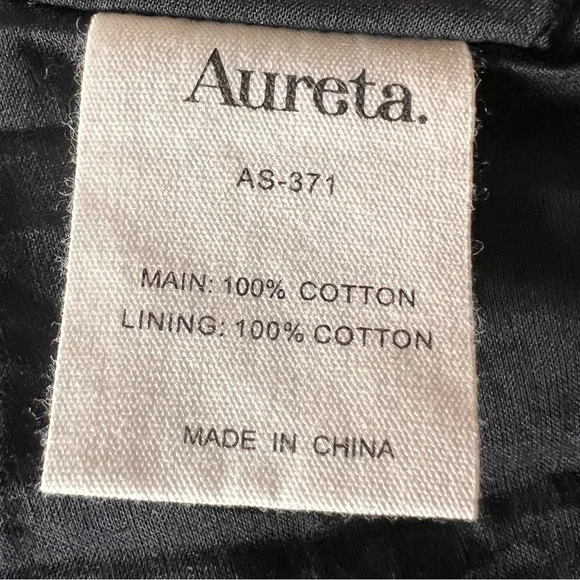 Aureta.
AS-371
MAIN: 100% COTTON
LINING: 100% COTTON
MADE IN CHINA